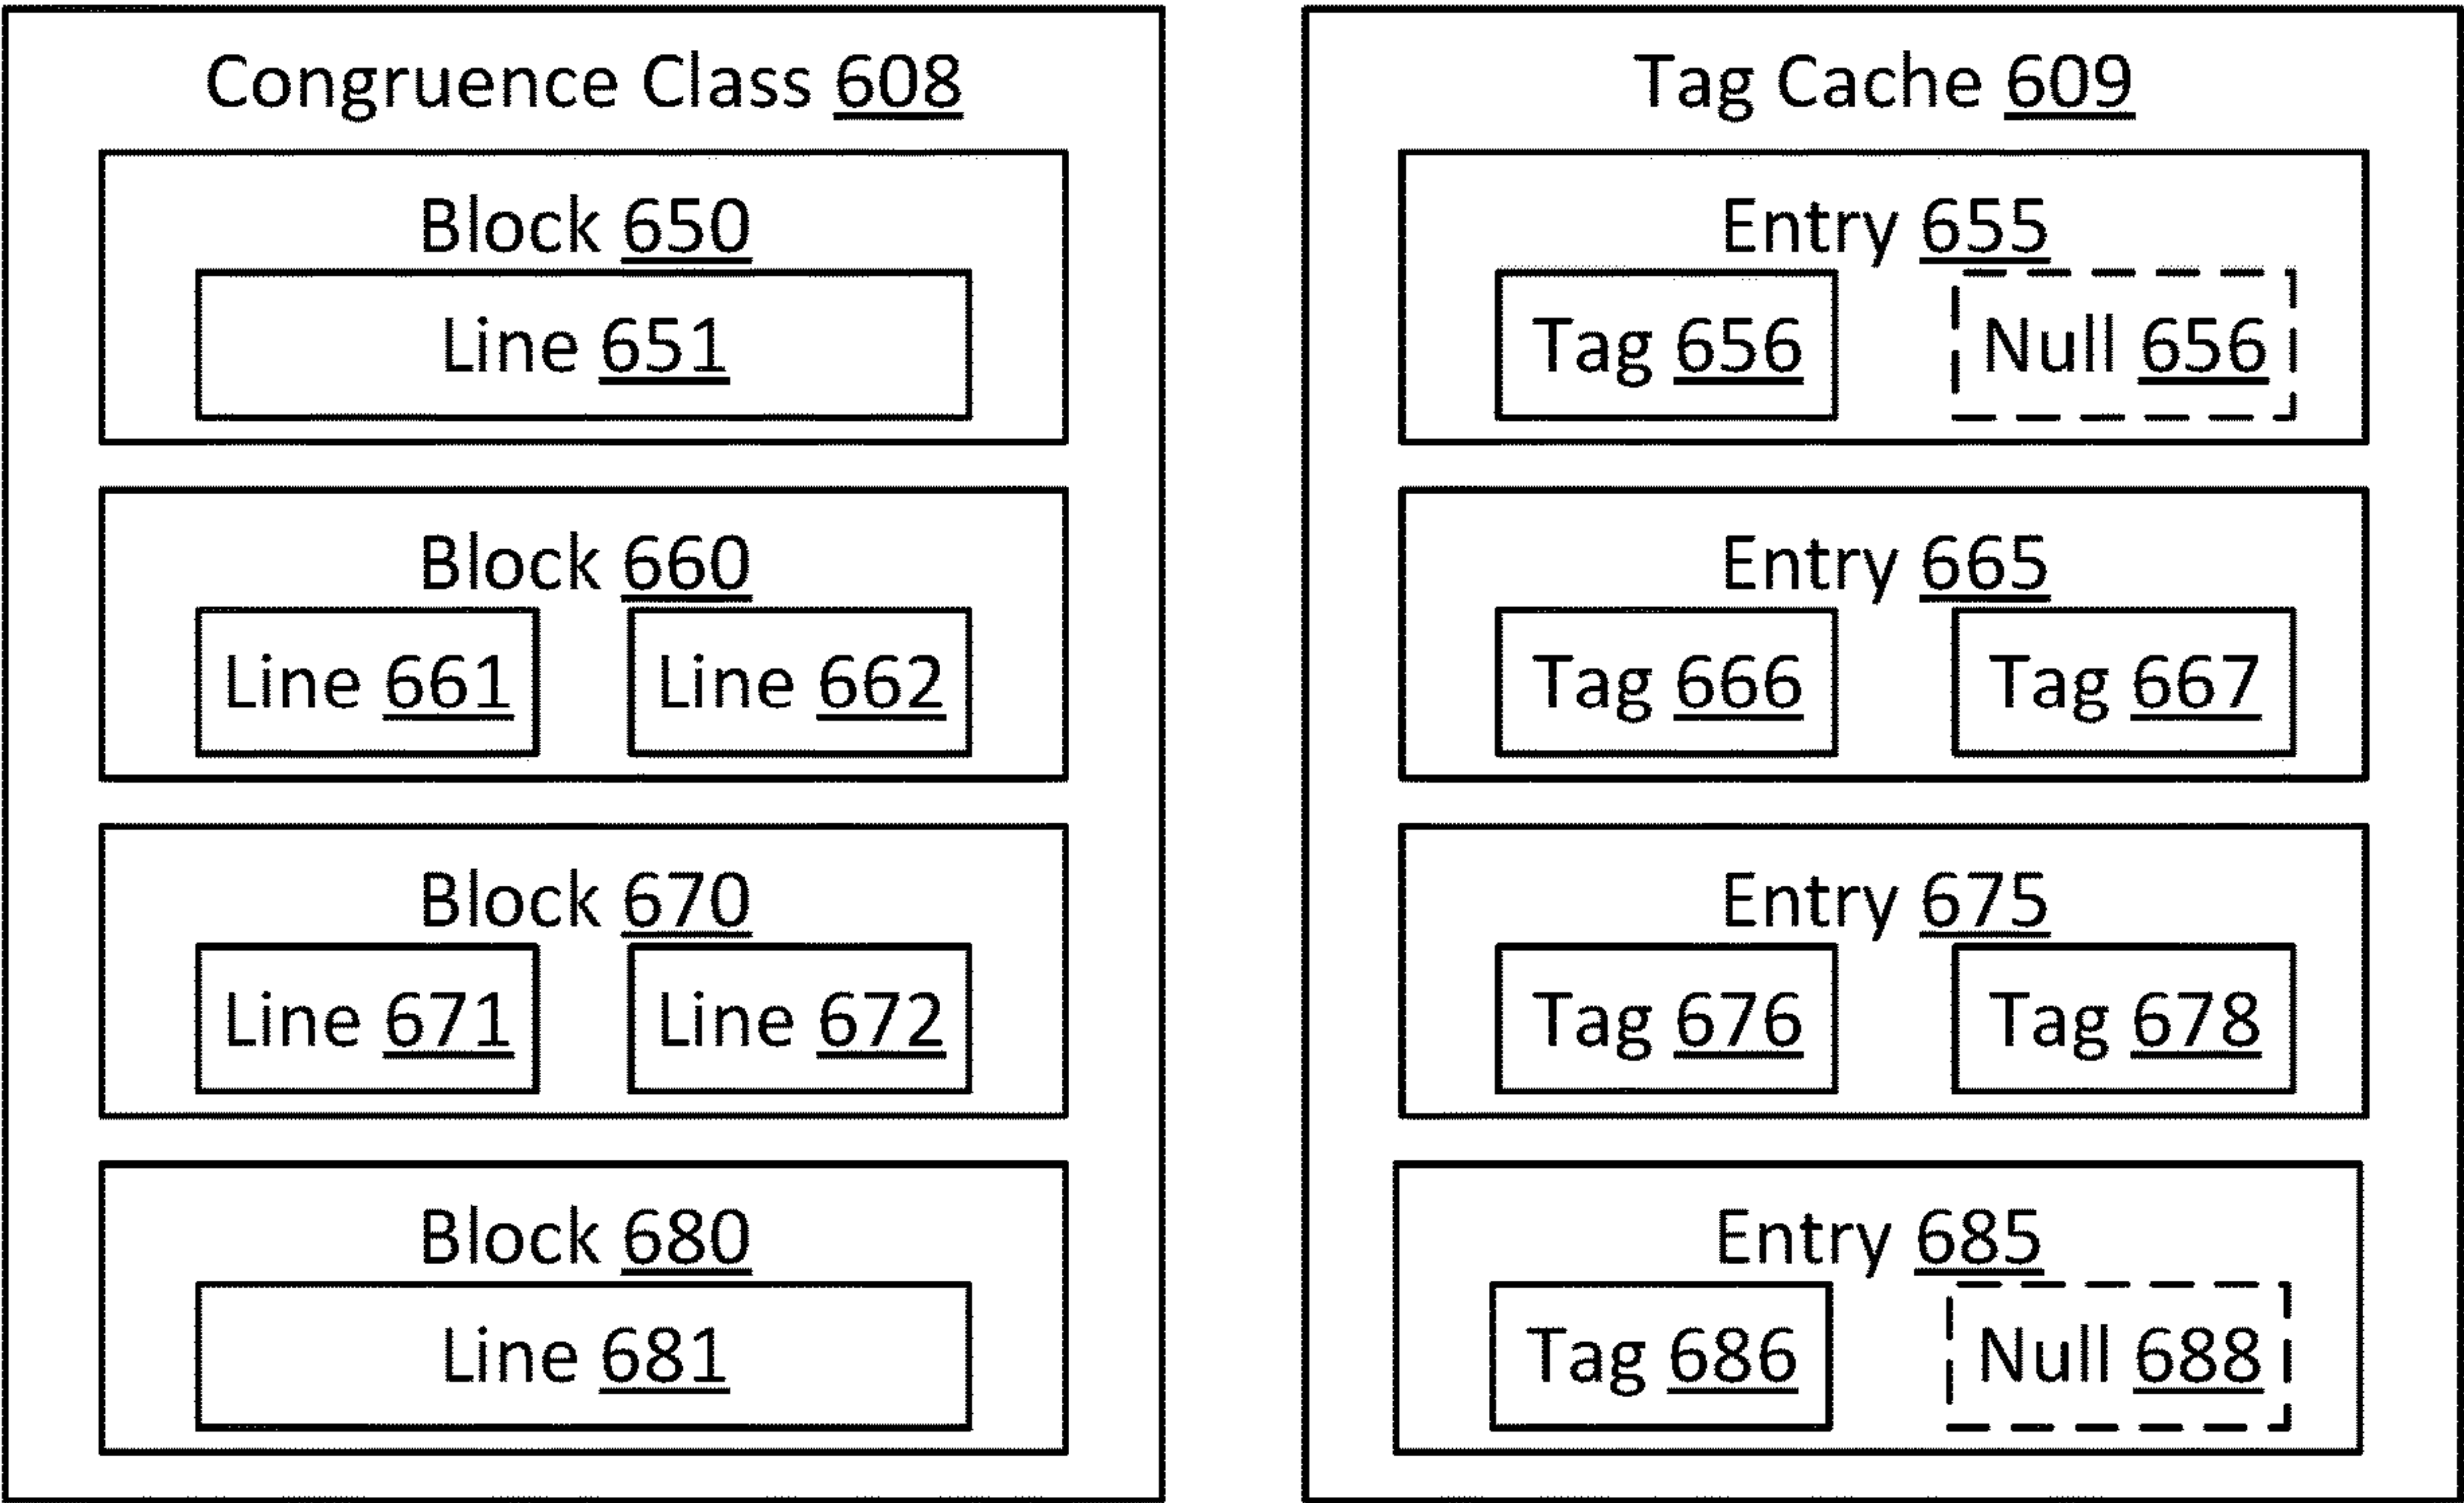 Congruence Class 608
Block 650
Line 651
Block 660
Line 661 Line 662
Block 670
Line 671 Line 672
Block 680
Line 681
Tag Cache 609
Entry 655
Tag 656 Null 656
Entry 665
Tag 666 Tag 667
Entry 675
Tag 676 Tag 678
Entry 685
Tag 686 Null 688